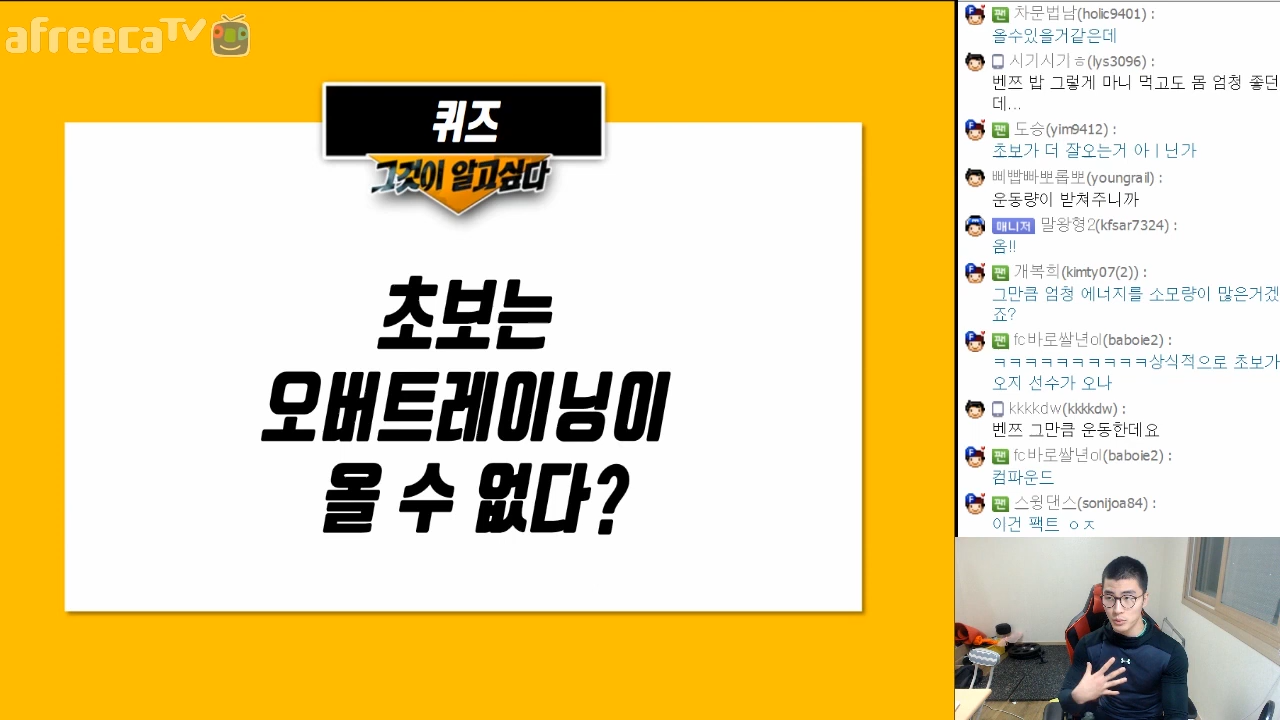 afreecaTV
퀴즈
그것이 알고싶다
초보는
오버트레이닝이
올 수 없다?
팬 차문법남(holic9401) :
올수있을거같은데
시기시기ㅎ(lys3096) :
벤쯔 밥 그렇게 마니 먹고도 몸 엄청 좋던
데...
팬 도승(yim9412) :
초보가 더 잘오는거 아ㅣ닌가
삐빱빠뽀롭뽀(youngrail) :
운동량이 받쳐주니까
매니저 말왕형2(kfsar7324) :
옴!!
팬 개복희(kimty07(2)) :
그만큼 엄청 에너지를 소모량이 많은거겠
죠?
팬 fc바로쌀년이(baboie2) :
ㅋㅋㅋㅋㅋㅋㅋㅋㅋㅋ상식적으로 초보가
오지 선수가 오나
kkkkdw(kkkkdw) :
벤쯔 그만큼 운동한데요
팬 fc바로쌀년이(baboie2) :
컴파운드
팬 스윙댄스(sonijoa84) :
이건 팩트 ㅇㅈ